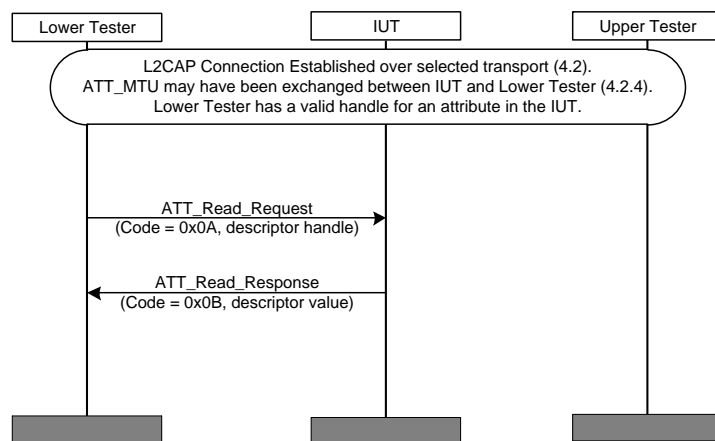 Lower Tester
IUT
Upper Tester
L2CAP Connection Established over selected transport (4.2).
ATT_MTU may have been exchanged between IUT and Lower Tester (4.2.4).
Lower Tester has a valid handle for an attribute in the IUT.
ATT_Read_Request
(Code = 0x0A, descriptor handle)
ATT_Read_Response
(Code = 0x0B, descriptor value)